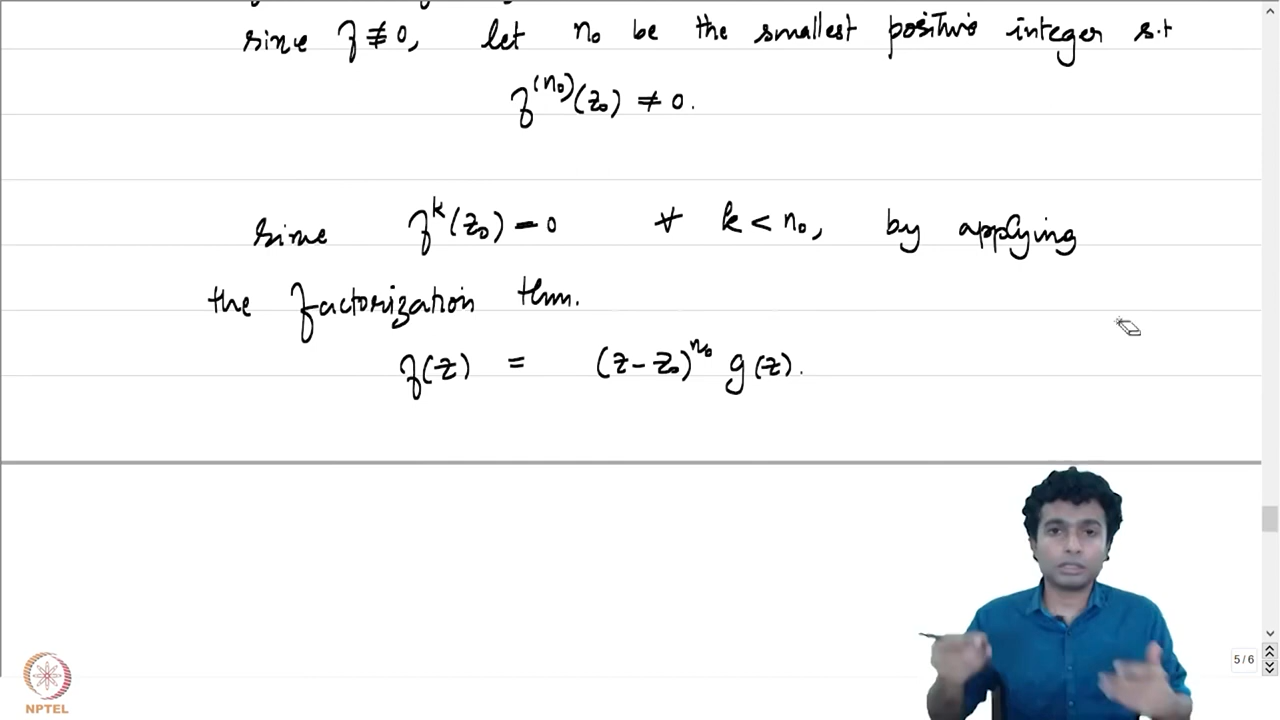 since f ≢ 0, let n₀ be the smallest positive integer s.t
f⁽ⁿ⁰⁾(z₀) ≠ 0.
since fᵏ(z₀) = 0 ∀ k < n₀, by applying
the factorization thm.
f(z) = (z - z₀)ⁿ⁰ g(z).
5 / 6
NPTEL